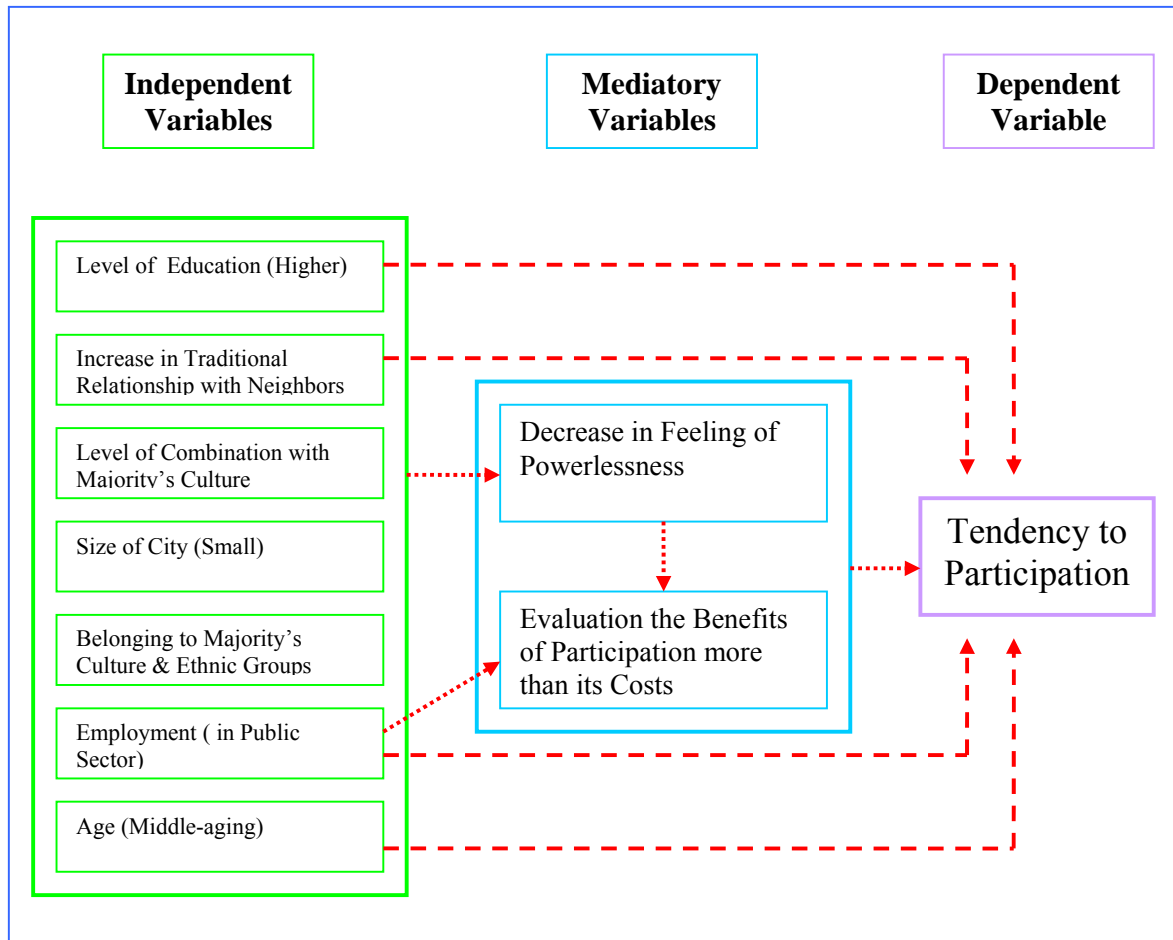 Independent
Variables
Mediatory
Variables
Dependent
Variable
Level of Education (Higher)
Increase in Traditional
Relationship with Neighbors
Level of Combination with
Majority's Culture
Size of City (Small)
Belonging to Majority's
Culture & Ethnic Groups
Employment ( in Public
Sector)
Age (Middle-aging)
Decrease in Feeling of
Powerlessness
Evaluation the Benefits
of Participation more
than its Costs
Tendency to
Participation